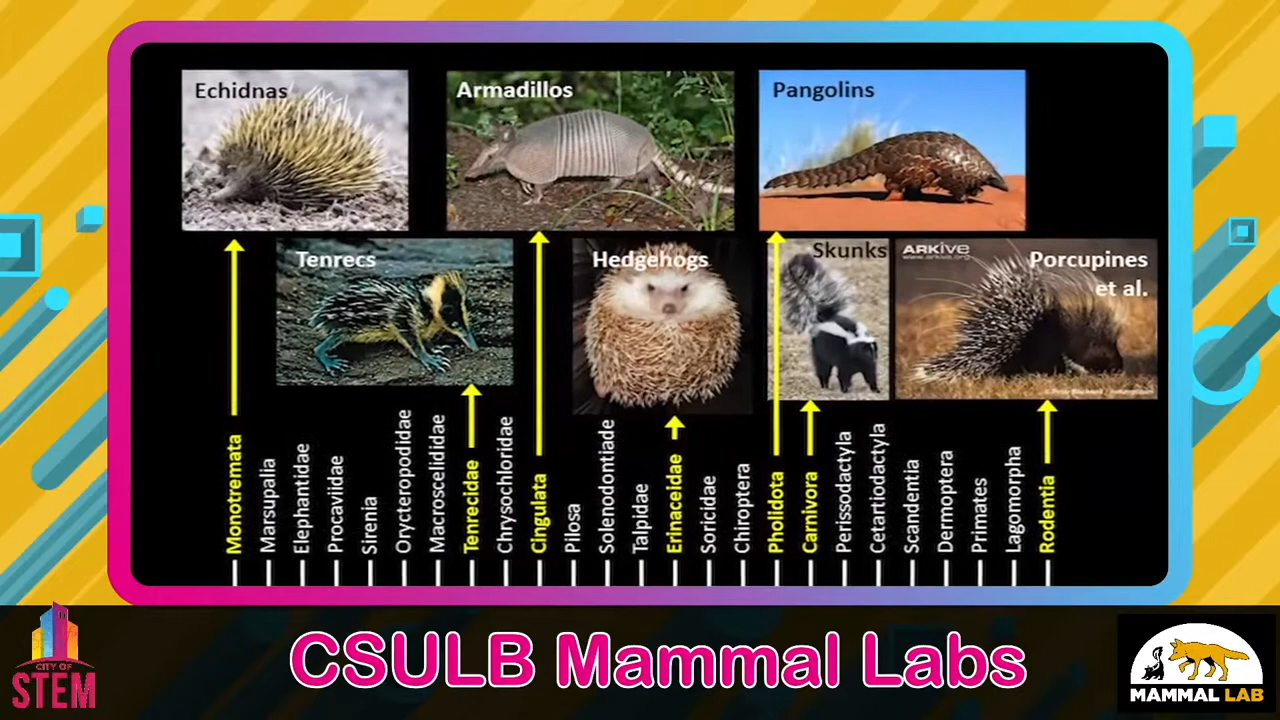 Echidnas
Armadillos
Pangolins
Tenrecs
Hedgehogs
Skunks
ARKive
www.arkive.org
Porcupines
et al.
Monotremata
Marsupalia
Elephantidae
Procaviidae
Sirenia
Orycteropodidae
Macroscelididae
Tenrecidae
Chrysochloridae
Cingulata
Pilosa
Solenodontiade
Talpidae
Erinaceidae
Soricidae
Chiroptera
Pholidota
Carnivora
Perissodactyla
Cetartiodactyla
Scandentia
Dermoptera
Primates
Lagomorpha
Rodentia
CITY OF
STEM
CSULB Mammal Labs
MAMMAL LAB